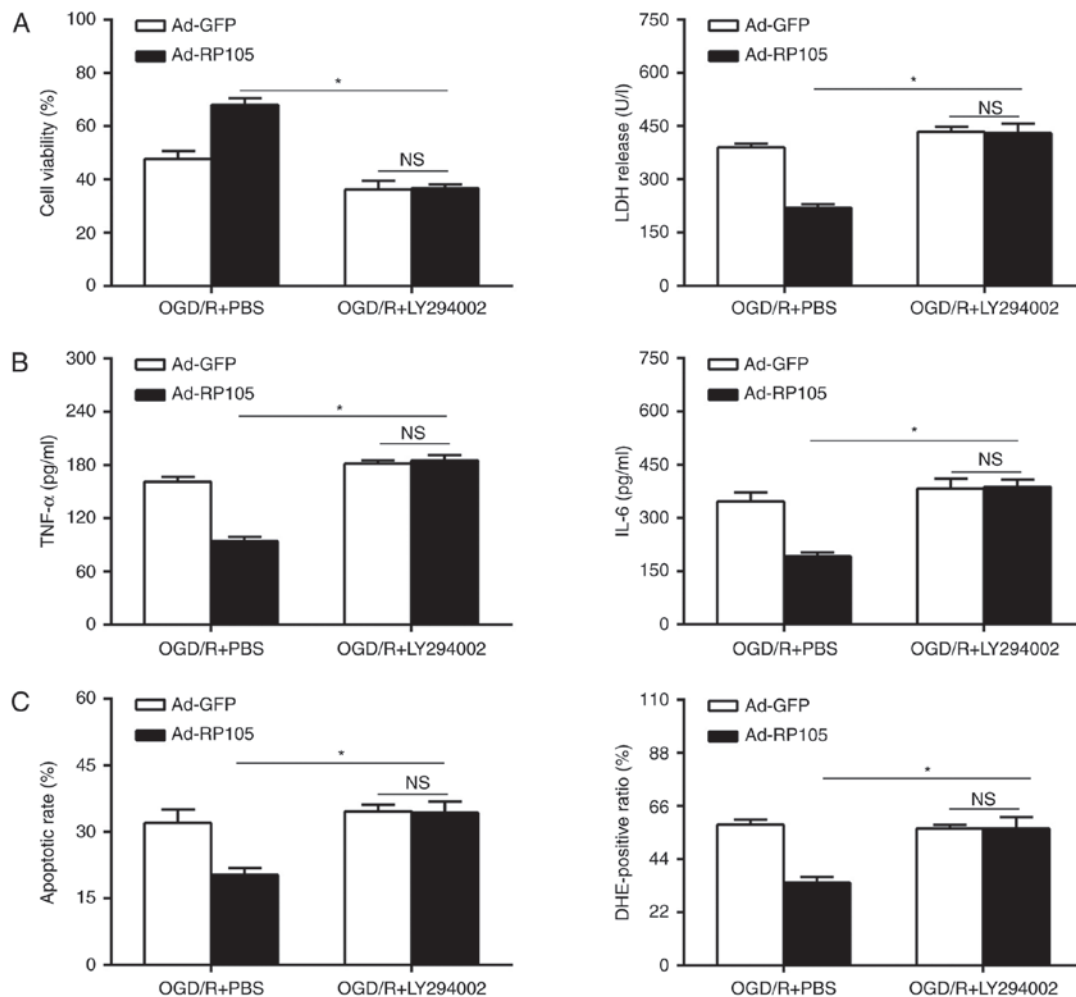 A
Ad-GFP
Ad-RP105
Cell viability (%)
100
80
60
40
20
0
*
NS
OGD/R+PBS
OGD/R+LY294002
Ad-GFP
Ad-RP105
LDH release (U/l)
750
600
450
300
150
0
*
NS
OGD/R+PBS
OGD/R+LY294002
B
Ad-GFP
Ad-RP105
TNF-α (pg/ml)
300
240
180
120
60
0
*
NS
OGD/R+PBS
OGD/R+LY294002
Ad-GFP
Ad-RP105
IL-6 (pg/ml)
750
600
450
300
150
0
*
NS
OGD/R+PBS
OGD/R+LY294002
C
Ad-GFP
Ad-RP105
Apoptotic rate (%)
60
45
30
15
0
*
NS
OGD/R+PBS
OGD/R+LY294002
Ad-GFP
Ad-RP105
DHE-positive ratio (%)
110
88
66
44
22
0
*
NS
OGD/R+PBS
OGD/R+LY294002